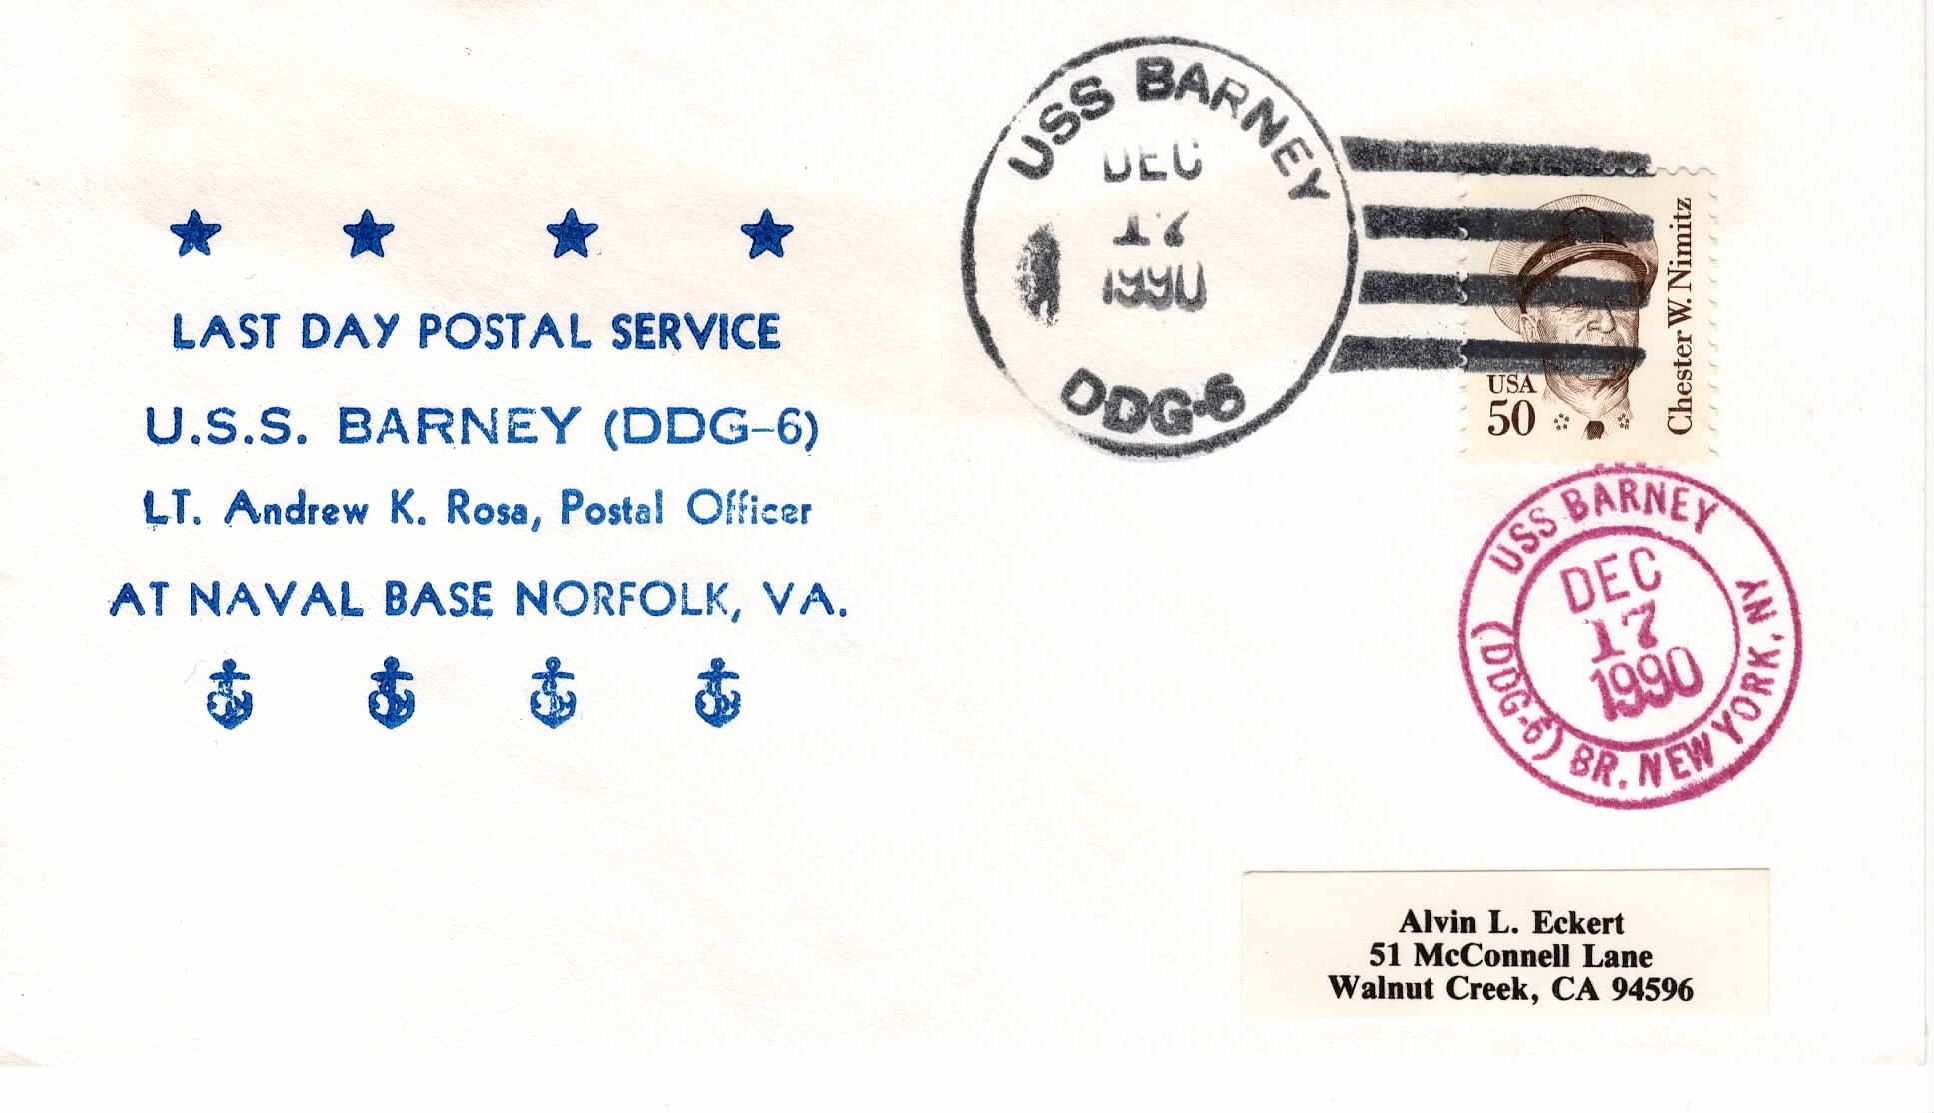 LAST DAY POSTAL SERVICE
U.S.S. BARNEY (DDG-6)
LT. Andrew K. Rosa, Postal Officer
AT NAVAL BASE NORFOLK, VA.
USS BARNEY
DEC
17
1990
DDG-6
USA
50
Chester W. Nimitz
USS BARNEY
DEC
17
1990
(DDG-6) BR. NEW YORK, NY
Alvin L. Eckert
51 McConnell Lane
Walnut Creek, CA 94596